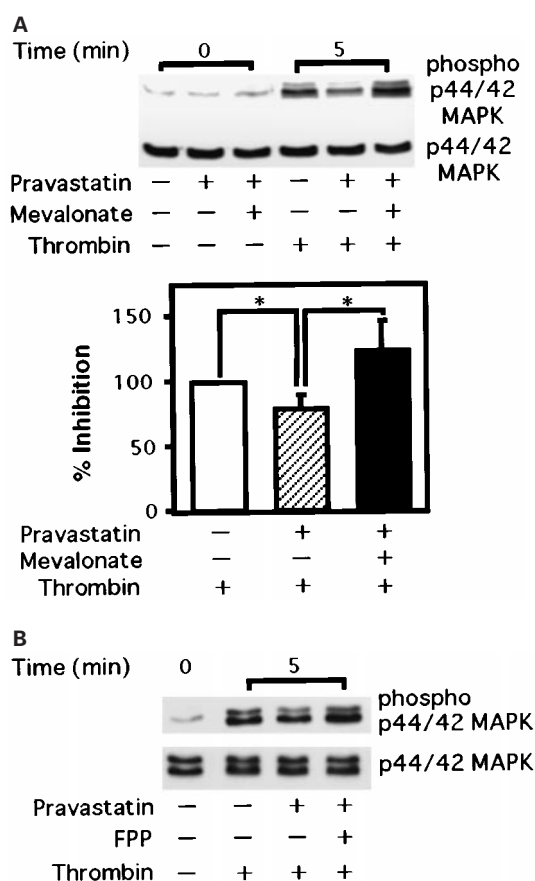 A
Time (min) 0 5
phospho
p44/42
MAPK
p44/42
MAPK
Pravastatin — + + — + +
Mevalonate — — + — — +
Thrombin — — — + + +
% Inhibition
150
100
50
0
* *
Pravastatin — + +
Mevalonate — — +
Thrombin + + +
B
Time (min) 0 5
phospho
p44/42 MAPK
p44/42 MAPK
Pravastatin — — + +
FPP — — — +
Thrombin — + + +